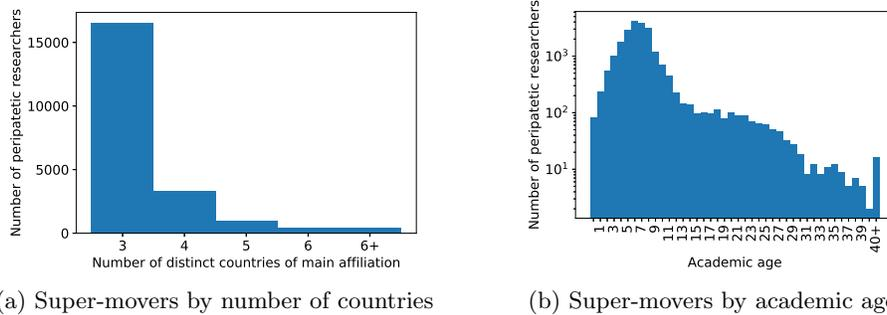 Number of peripatetic researchers
15000
10000
5000
0
3 4 5 6 6+
Number of distinct countries of main affiliation
(a) Super-movers by number of countries
Number of peripatetic researchers
10³
10²
10¹
1 3 5 7 9 11 13 15 17 19 21 23 25 27 29 31 33 35 37 39 40+
Academic age
(b) Super-movers by academic age